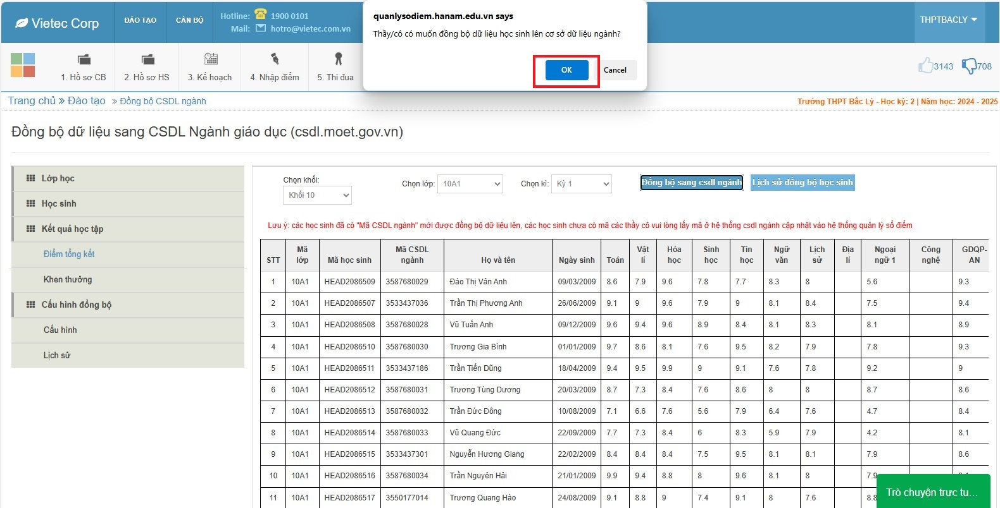 Vietec Corp
ĐÀO TẠO
CÁN BỘ
Hotline: 1900 0101
Mail: hotro@vietec.com.vn
quanlysodiem.hanam.edu.vn says
Thầy/cô có muốn đồng bộ dữ liệu học sinh lên cơ sở dữ liệu ngành?
OK
Cancel
THPTBACLY
1. Hồ sơ CB
2. Hồ sơ HS
3. Kế hoạch
4. Nhập điểm
5. Thi đua
3143
708
Trang chủ » Đào tạo » Đồng bộ CSDL ngành
Trường THPT Bắc Lý - Học kỳ: 2 | Năm học: 2024 - 2025
Đồng bộ dữ liệu sang CSDL Ngành giáo dục (csdl.moet.gov.vn)
Lớp học
Học sinh
Kết quả học tập
Điểm tổng kết
Khen thưởng
Cấu hình đồng bộ
Cấu hình
Lịch sử
Chọn khối:
Khối 10
Chọn lớp: 10A1
Chọn kì: Kỳ 1
Đồng bộ sang csdl ngành
Lịch sử đồng bộ học sinh
Lưu ý: các học sinh đã có "Mã CSDL ngành" mới được đồng bộ dữ liệu lên, các học sinh chưa có mã các thầy cô vui lòng lấy mã ở hệ thống csdl ngành cập nhật vào hệ thống quản lý sổ điểm
STT Mã lớp Mã học sinh Mã CSDL ngành Họ và tên Ngày sinh Toán Vật lí Hóa học Sinh học Tin học Ngữ văn Lịch sử Địa lí Ngoại ngữ 1 Công nghệ GDQP-AN
1 10A1 HEAD2086509 3587680029 Đào Thị Vân Anh 09/03/2009 8.6 7.9 9.6 7.8 7.7 8.3 8 5.6 9.3
2 10A1 HEAD2086507 3533437036 Trần Thị Phương Anh 26/06/2009 9.1 9 9.6 7.9 9 8.1 8.4 7.5 9.4
3 10A1 HEAD2086508 3587680028 Vũ Tuấn Anh 09/12/2009 9.6 9.4 9.6 8.9 8.4 8.1 8.3 8.1 8.9
4 10A1 HEAD2086510 3587680030 Trương Gia Bình 01/01/2009 9.7 8.6 8.1 7.6 9.5 8.2 7.9 7.8 9.3
5 10A1 HEAD2086511 3533437186 Trần Tiến Dũng 18/04/2009 9.4 9.5 9.9 9 9.1 7.6 7.8 9.2 9
6 10A1 HEAD2086512 3587680031 Trương Tùng Dương 20/03/2009 8.7 7.3 8.4 7.6 8.6 8 8 8.7 8.6
7 10A1 HEAD2086513 3587680032 Trần Đức Đông 10/08/2009 7.1 6.6 7.6 5.6 7.9 6.4 7.6 4.7 8.4
8 10A1 HEAD2086514 3587680033 Vũ Quang Đức 22/09/2009 7.7 7.3 8.4 6 8.3 5.9 7.9 4.2 8.1
9 10A1 HEAD2086515 3533437301 Nguyễn Hương Giang 22/02/2009 8.4 8.4 8.4 7.5 9.5 8.1 8.1 7.9 8.6
10 10A1 HEAD2086516 3587680034 Trần Nguyên Hải 21/01/2009 9.9 9.4 8.8 8 9.6 8.1 8 7.9
11 10A1 HEAD2086517 3550177014 Trương Quang Hào 24/08/2009 9.1 8.8 9 7.4 9.1 8 7.6 8.8
Trò chuyện trực tu...